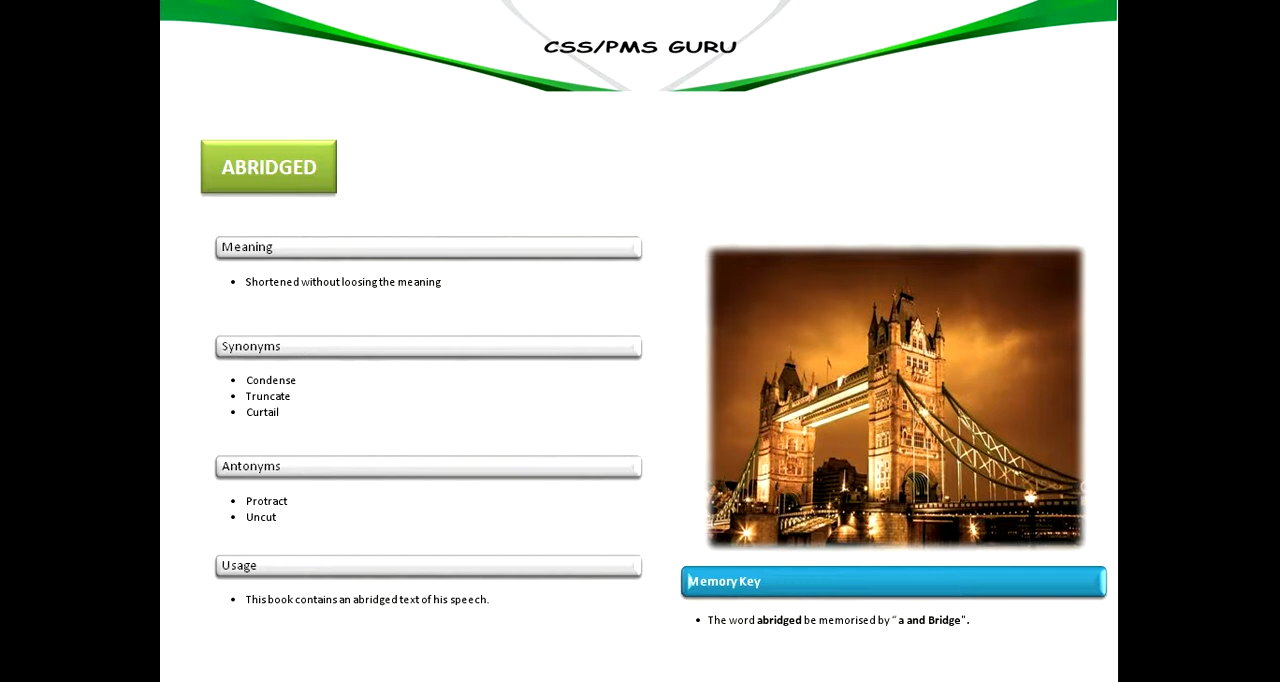 CSS/PMS GURU
ABRIDGED
Meaning
• Shortened without loosing the meaning
Synonyms
• Condense
• Truncate
• Curtail
Antonyms
• Protract
• Uncut
Usage
• This book contains an abridged text of his speech.
Memory Key
• The word abridged be memorised by “a and Bridge”.